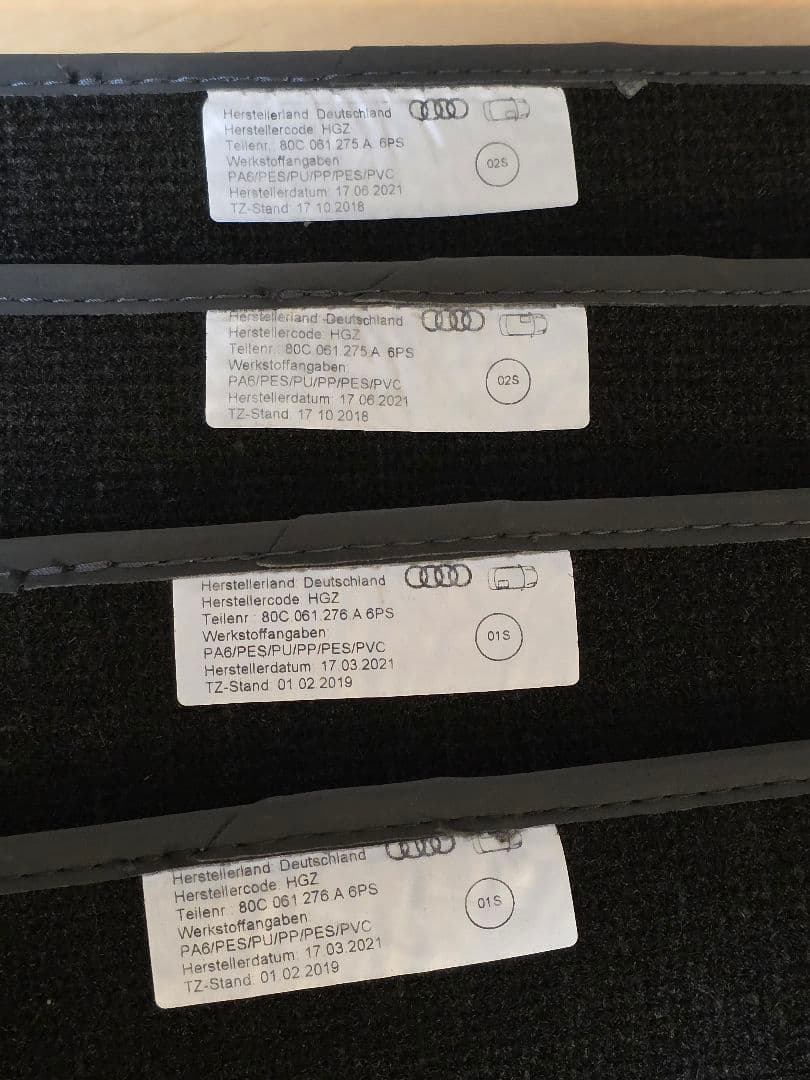 Herstellerland Deutschland
Herstellercode HGZ
Teilenr. 80C 061 275 A 6PS
Werkstoffangaben
PA6/PES/PU/PP/PES/PVC
Herstellerdatum 17 06 2021
TZ-Stand 17 10 2018
02S
Herstellerland Deutschland
Herstellercode HGZ
Teilenr.: 80C 061 275 A 6PS
Werkstoffangaben:
PA6/PES/PU/PP/PES/PVC
Herstellerdatum: 17 06 2021
TZ-Stand 17 10 2018
02S
Herstellerland Deutschland
Herstellercode HGZ
Teilenr : 80C 061 276 A 6PS
Werkstoffangaben
PA6/PES/PU/PP/PES/PVC
Herstellerdatum: 17 03 2021
TZ-Stand: 01 02 2019
01S
Herstellerland Deutschland
Herstellercode: HGZ
Teilenr : 80C 061 276 A 6PS
Werkstoffangaben:
PA6/PES/PU/PP/PES/PVC
Herstellerdatum: 17 03 2021
TZ-Stand: 01 02 2019
01S